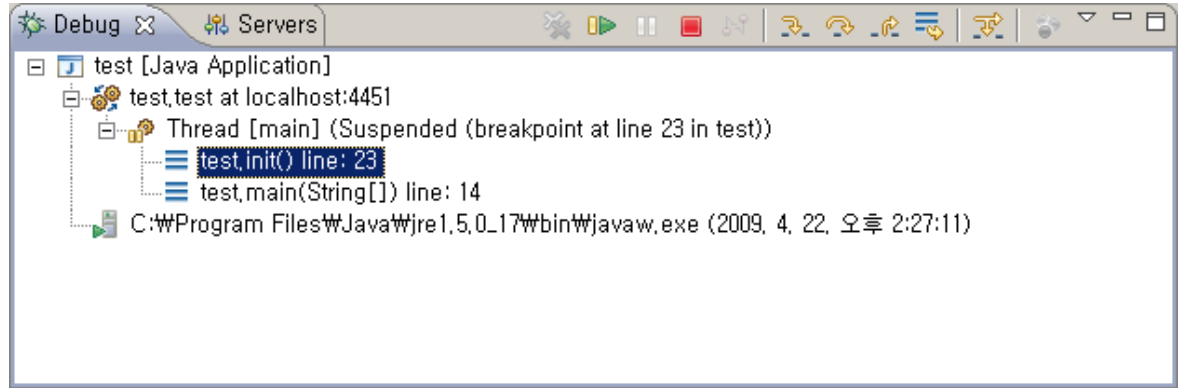 Debug Servers
test [Java Application]
test.test at localhost:4451
Thread [main] (Suspended (breakpoint at line 23 in test))
test.init() line: 23
test.main(String[]) line: 14
C:₩Program Files₩Java₩jre1.5.0_17₩bin₩javaw.exe (2009. 4. 22. 오후 2:27:11)